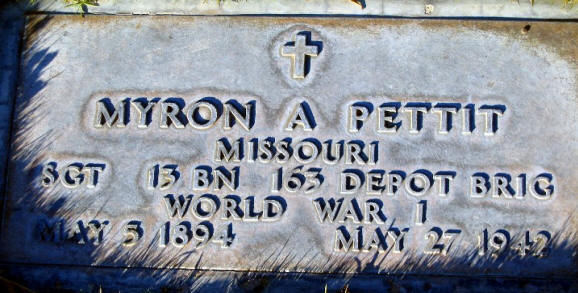 MYRON A PETTIT
MISSOURI
SGT 13 BN 163 DEPOT BRIG
WORLD WAR I
MAY 5 1894 MAY 27 1942